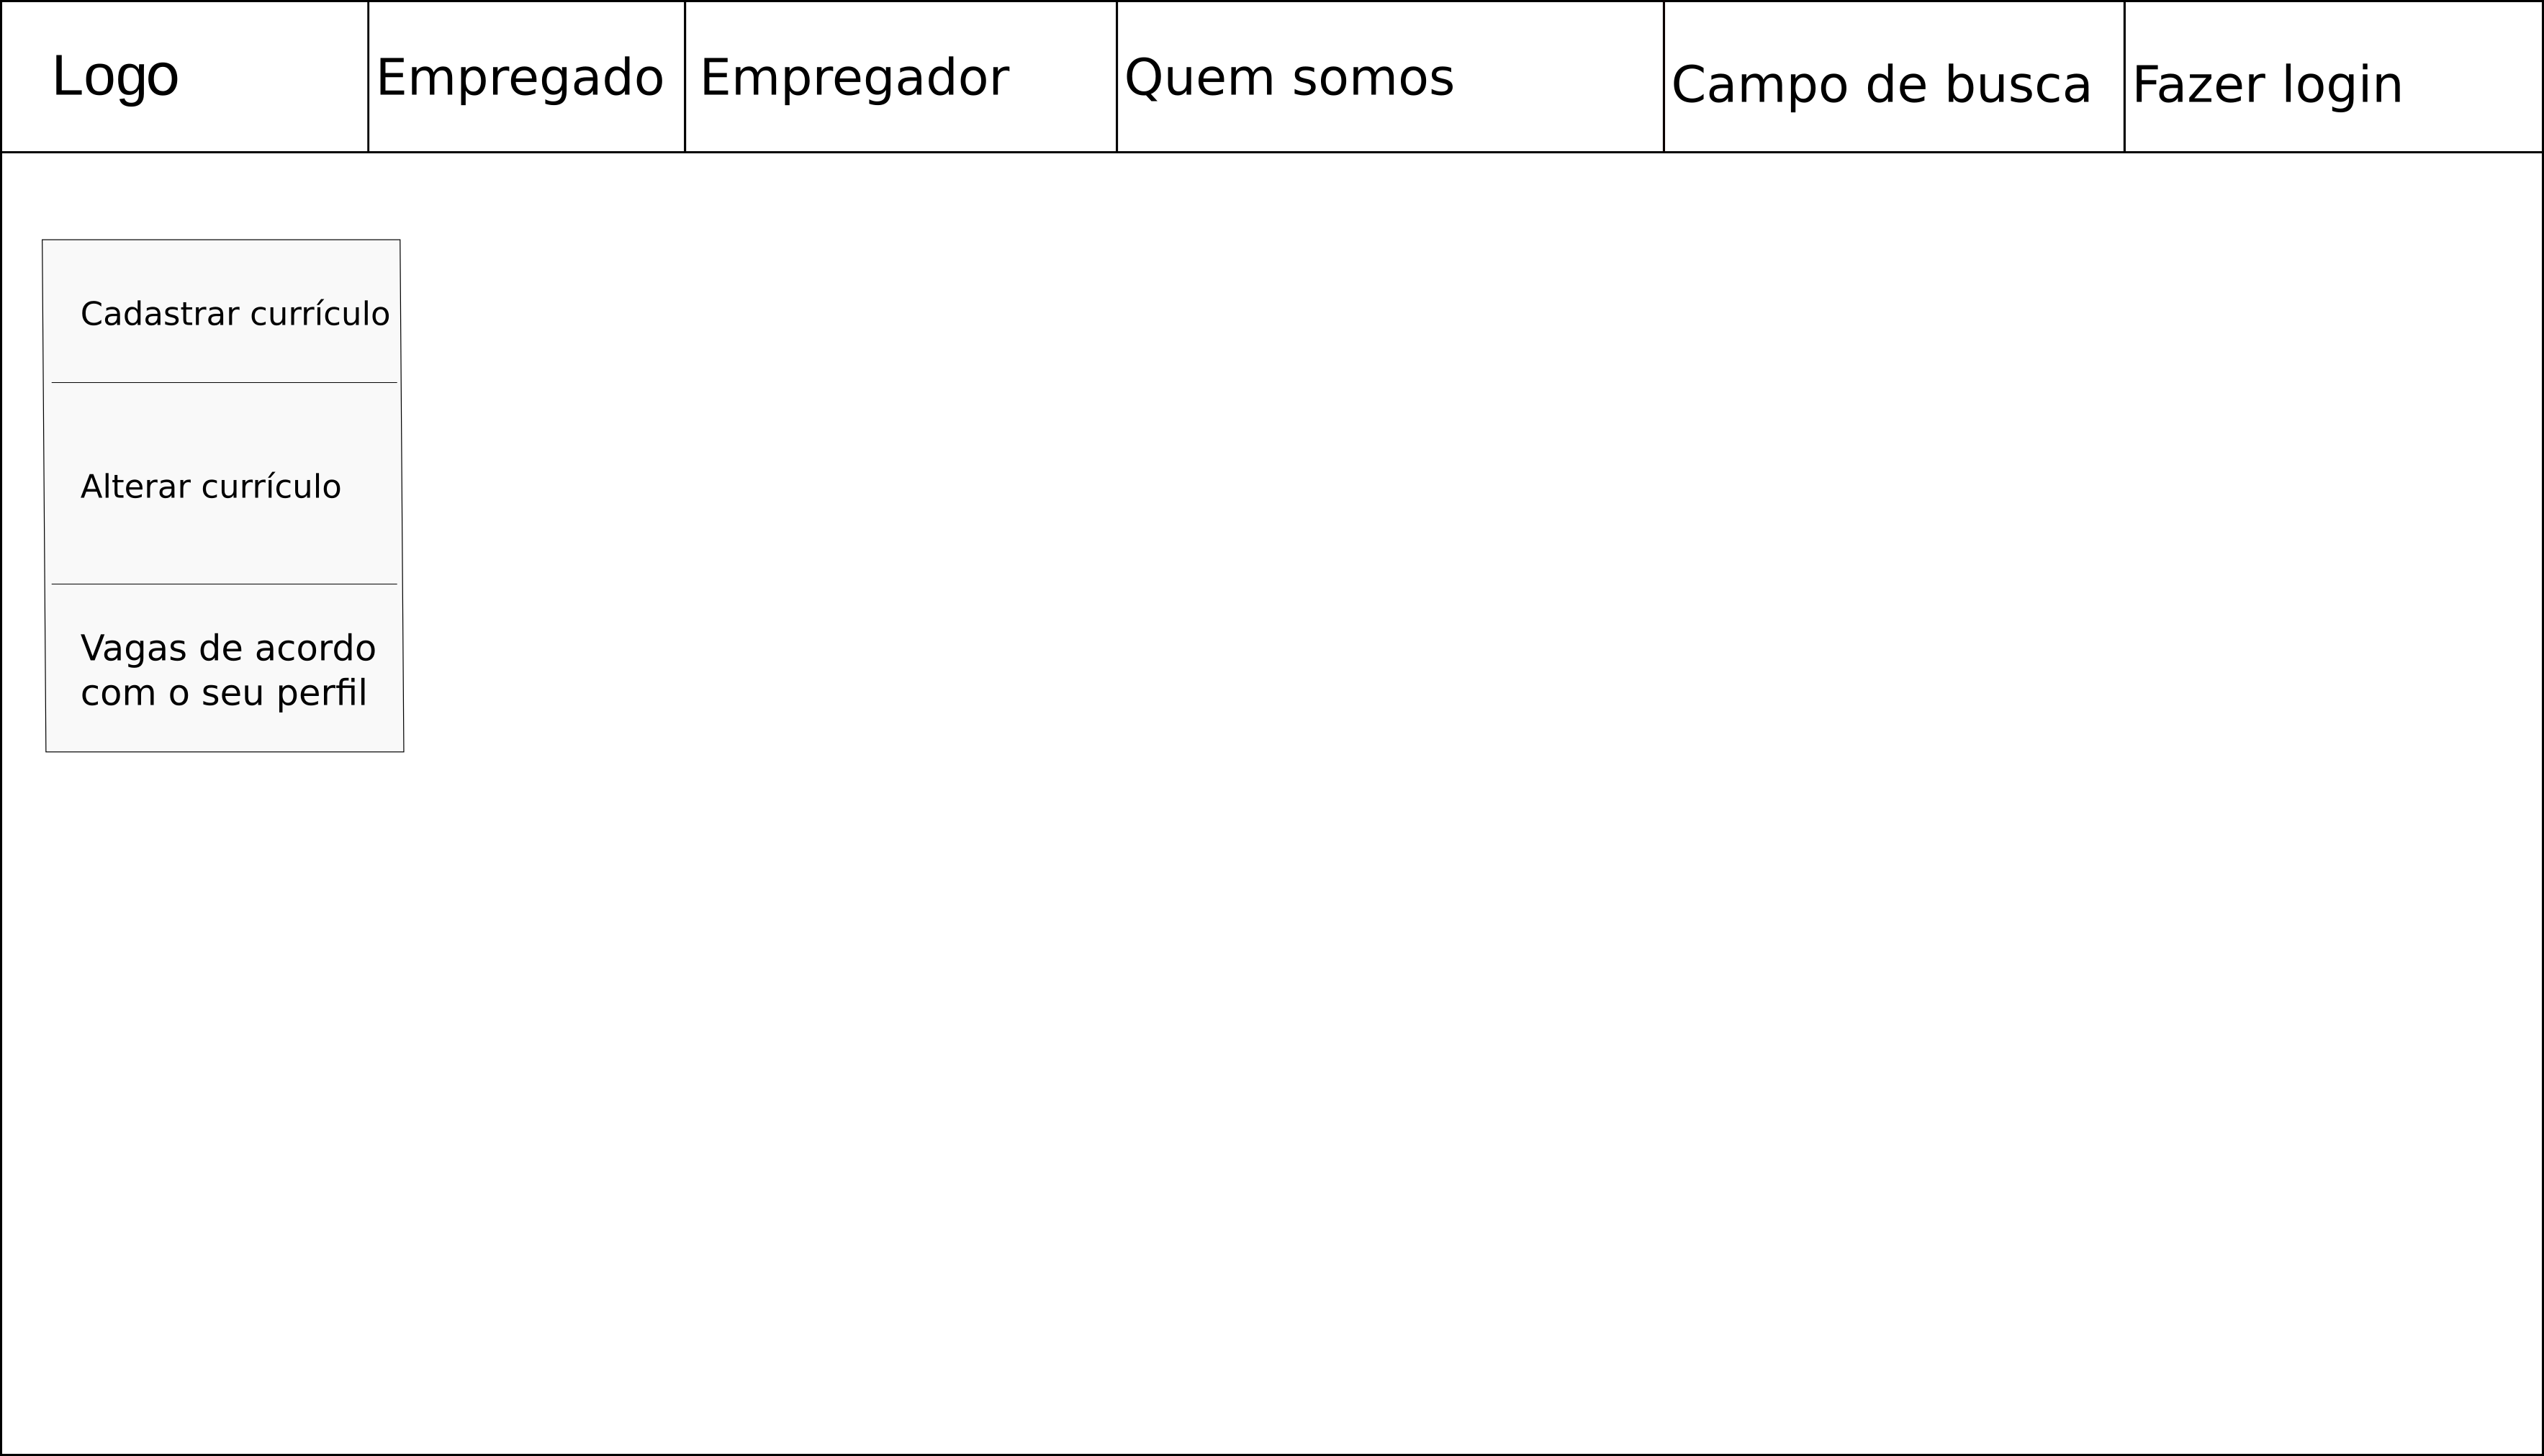 Logo
Empregado
Empregador
Quem somos
Campo de busca
Fazer login
Cadastrar currículo
Alterar currículo
Vagas de acordo
com o seu perfil